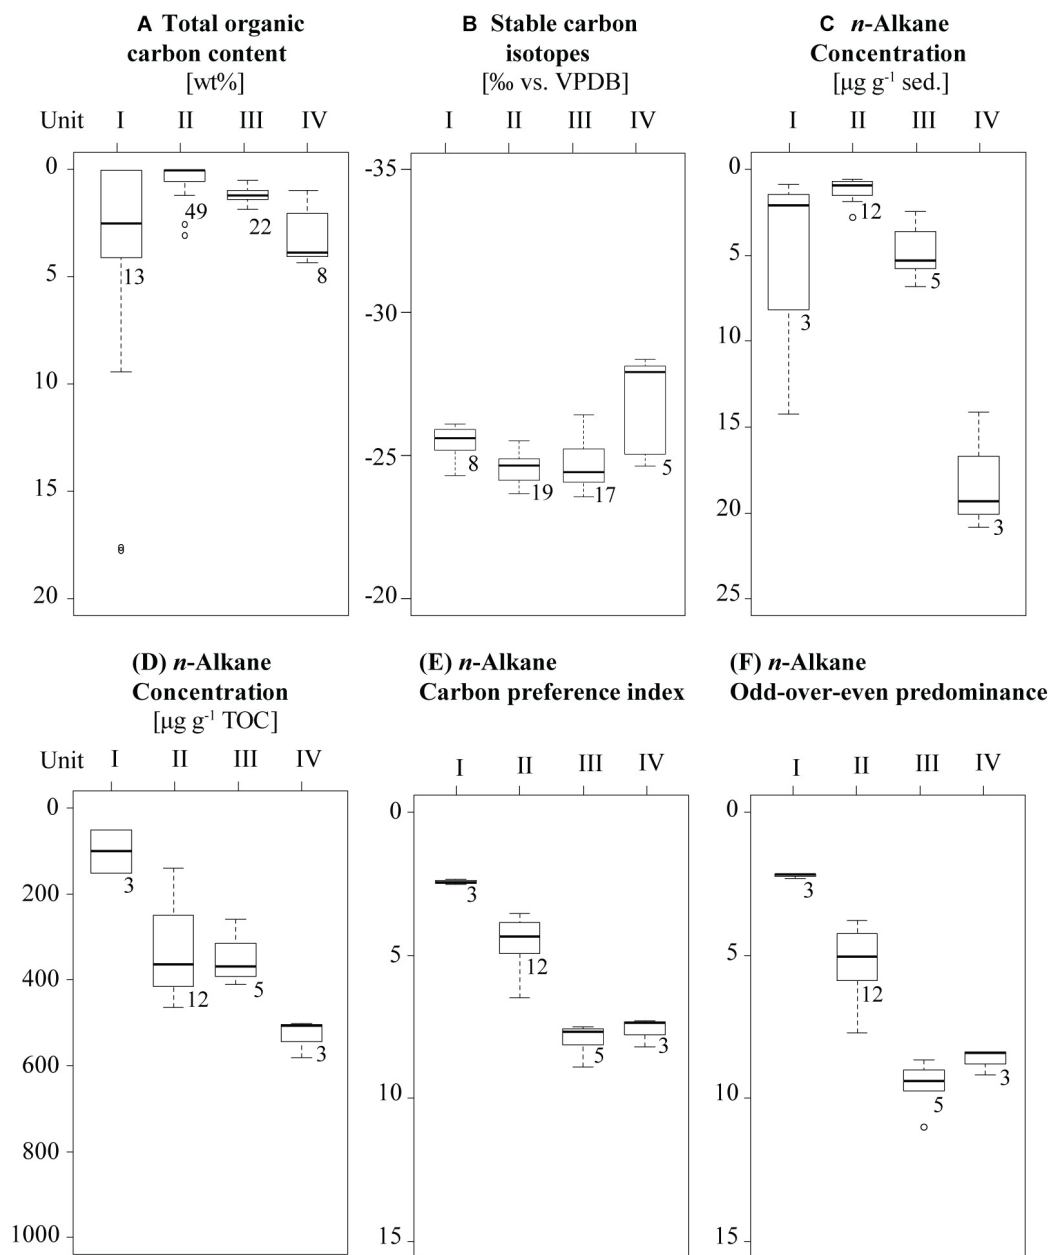 A Total organic
carbon content
[wt%]
B Stable carbon
isotopes
[‰ vs. VPDB]
C n-Alkane
Concentration
[µg g⁻¹ sed.]
Unit I II III IV
0
5
10
15
20
13
49
22
8
I II III IV
-35
-30
-25
-20
8
19
17
5
I II III IV
0
5
10
15
20
25
3
12
5
3
(D) n-Alkane
Concentration
[µg g⁻¹ TOC]
(E) n-Alkane
Carbon preference index
(F) n-Alkane
Odd-over-even predominance
Unit I II III IV
0
200
400
600
800
1000
3
12
5
3
I II III IV
0
5
10
15
3
12
5
3
I II III IV
0
5
10
15
3
12
5
3